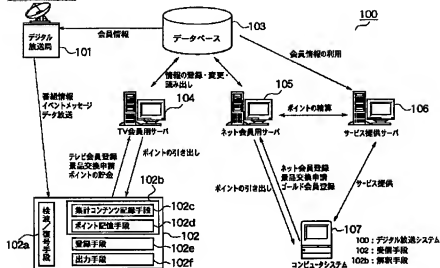 100
会員情報
データベース
103
デジタル
放送局
101
会員情報の利用
情報の登録・変更・
読み出し
番組情報
イベントメッセージ
データ放送
104
TV会員用サーバ
105
ネット会員用サーバ
ポイントの精算
106
サービス提供サーバ
テレビ会員登録
景品交換申請
ポイントの貯金
ポイントの引き出し
102b
ポイントの引き出し
ネット会員登録
景品交換申請
ゴールド会員登録
サービス提供
検波/復号手段
102a
集計コンテンツ記録手段
102c
ポイント記憶手段
102d
102
登録手段
102e
出力手段
102f
107
コンピュータシステム
100:デジタル放送システム
102:受信手段
102b:解釈手段